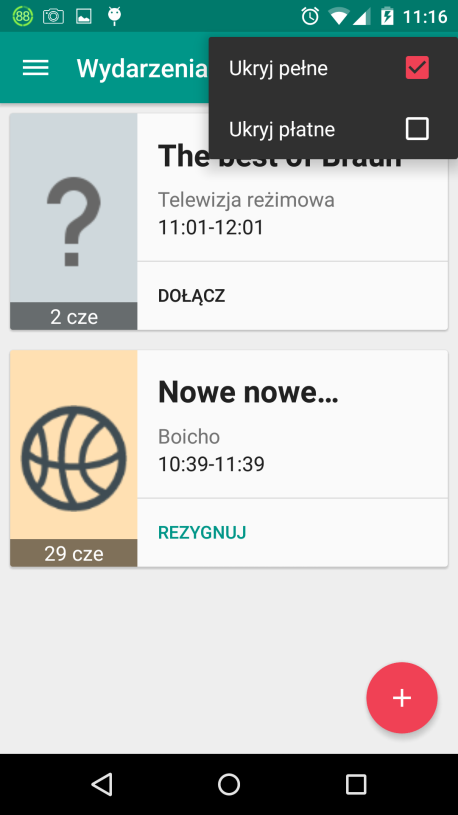 88
11:16
Wydarzenia
Ukryj pełne
Ukryj płatne
The best of Braun
Telewizja reżimowa
11:01-12:01
DOŁĄCZ
2 cze
Nowe nowe…
Boicho
10:39-11:39
REZYGNUJ
29 cze